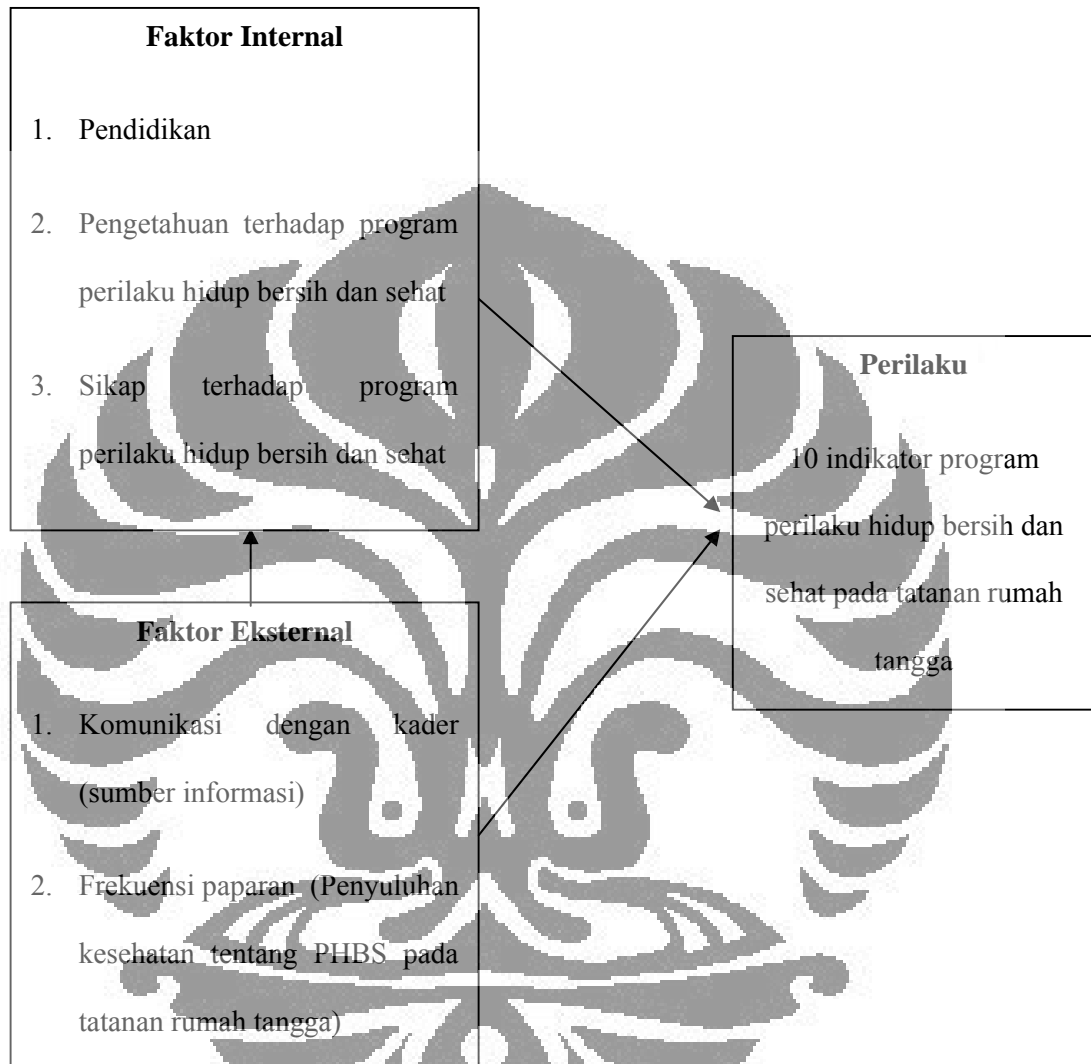 Faktor Internal
1. Pendidikan
2. Pengetahuan terhadap program
perilaku hidup bersih dan sehat
3. Sikap terhadap program
perilaku hidup bersih dan sehat
Faktor Eksternal
1. Komunikasi dengan kader
(sumber informasi)
2. Frekuensi paparan (Penyuluhan
kesehatan tentang PHBS pada
tatanan rumah tangga)
Perilaku
10 indikator program
perilaku hidup bersih dan
sehat pada tatanan rumah
tangga